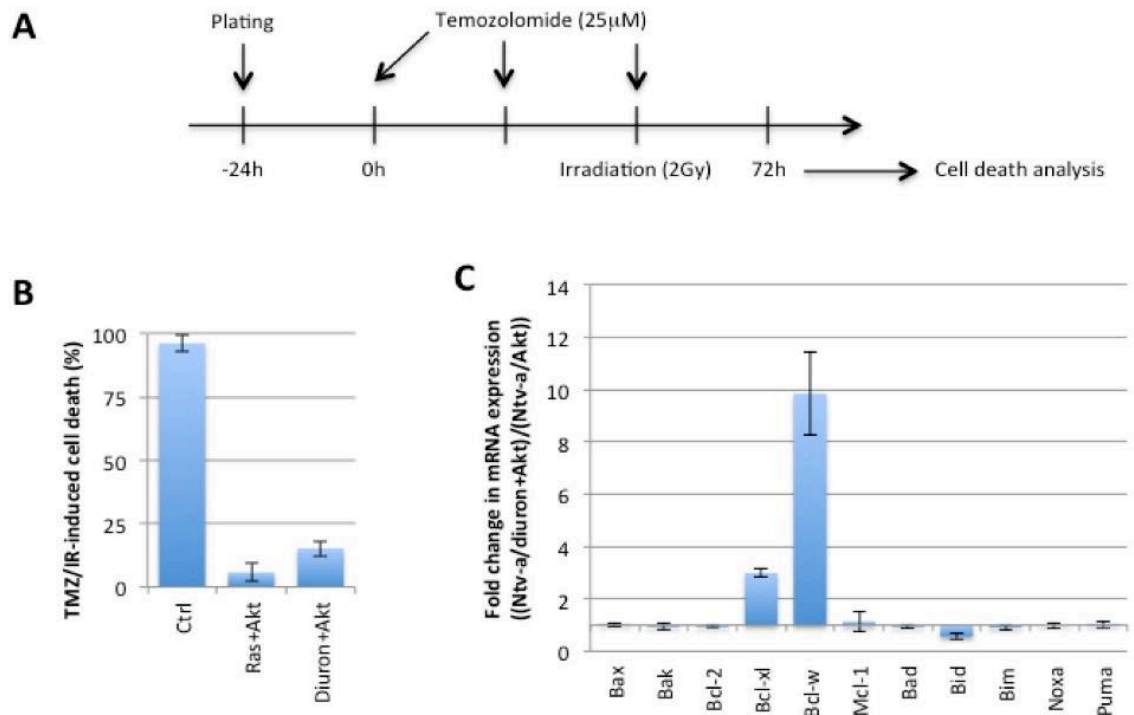 A
Plating
Temozolomide (25µM)
-24h
0h
Irradiation (2Gy)
72h
Cell death analysis
B
TMZ/IR-induced cell death (%)
100
75
50
25
0
Ctrl
Ras+Akt
Diuron+Akt
C
Fold change in mRNA expression
((Ntv-a/diuron+Akt)/(Ntv-a/Akt))
14
12
10
8
6
4
2
0
Bax
Bak
Bcl-2
Bcl-xl
Bcl-w
Mcl-1
Bad
Bid
Bim
Noxa
Puma